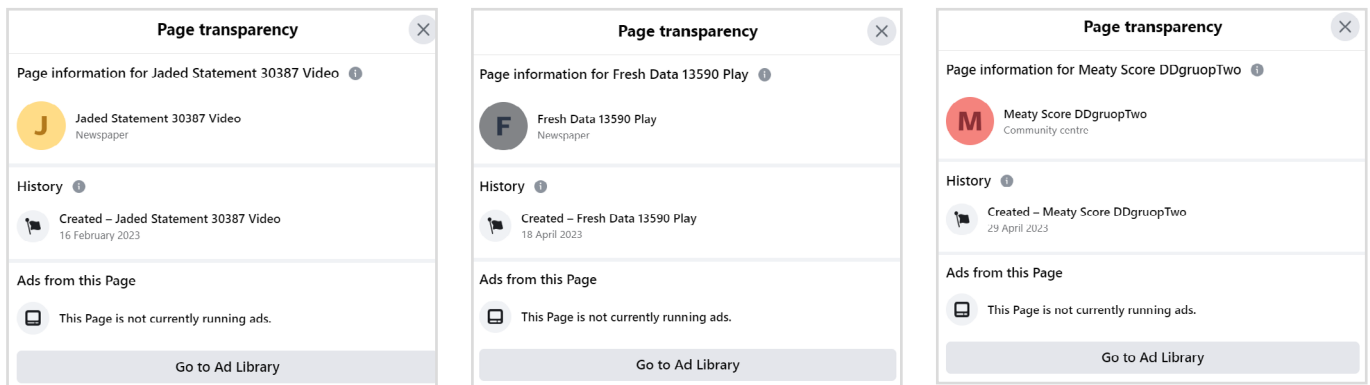 Page transparency
Page information for Jaded Statement 30387 Video
J
Jaded Statement 30387 Video
Newspaper
History
Created – Jaded Statement 30387 Video
16 February 2023
Ads from this Page
This Page is not currently running ads.
Go to Ad Library
Page transparency
Page information for Fresh Data 13590 Play
F
Fresh Data 13590 Play
Newspaper
History
Created – Fresh Data 13590 Play
18 April 2023
Ads from this Page
This Page is not currently running ads.
Go to Ad Library
Page transparency
Page information for Meaty Score DDgruopTwo
M
Meaty Score DDgruopTwo
Community centre
History
Created – Meaty Score DDgruopTwo
29 April 2023
Ads from this Page
This Page is not currently running ads.
Go to Ad Library